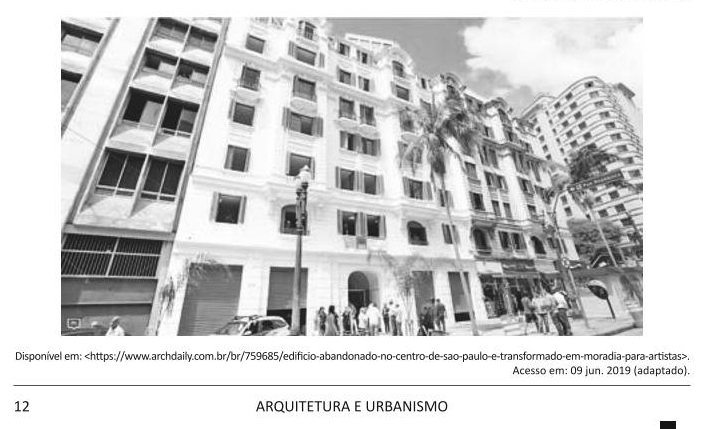 Disponível em: <https://www.archdaily.com.br/br/759685/edificio-abandonado-no-centro-de-sao-paulo-e-transformado-em-moradia-para-artistas>.
Acesso em: 09 jun. 2019 (adaptado).
12 ARQUITETURA E URBANISMO